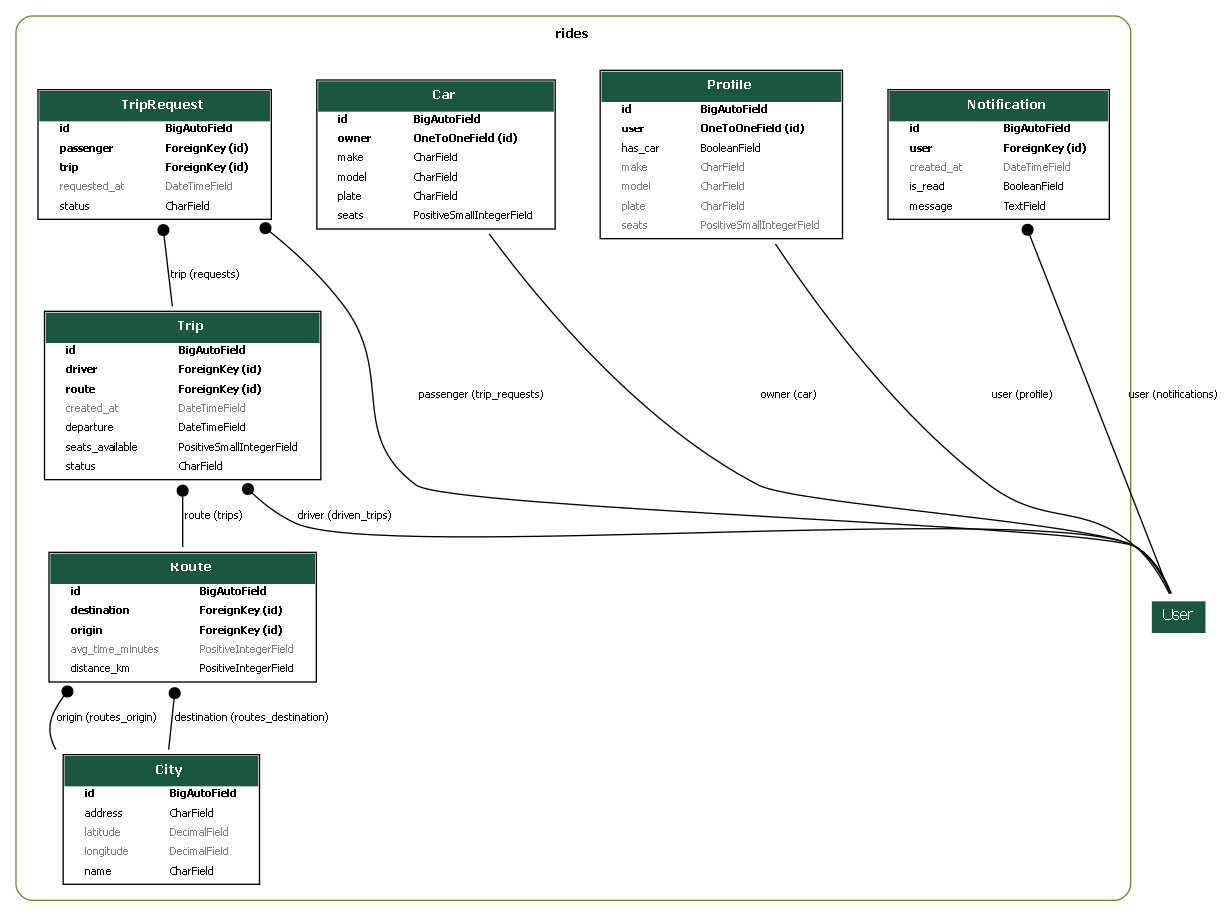 rides
TripRequest
id BigAutoField
passenger ForeignKey (id)
trip ForeignKey (id)
requested_at DateTimeField
status CharField
Car
id BigAutoField
owner OneToOneField (id)
make CharField
model CharField
plate CharField
seats PositiveSmallIntegerField
Profile
id BigAutoField
user OneToOneField (id)
has_car BooleanField
make CharField
model CharField
plate CharField
seats PositiveSmallIntegerField
Notification
id BigAutoField
user ForeignKey (id)
created_at DateTimeField
is_read BooleanField
message TextField
trip (requests)
Trip
id BigAutoField
driver ForeignKey (id)
route ForeignKey (id)
created_at DateTimeField
departure DateTimeField
seats_available PositiveSmallIntegerField
status CharField
passenger (trip_requests)
owner (car)
user (profile)
user (notifications)
route (trips)
driver (driven_trips)
Route
id BigAutoField
destination ForeignKey (id)
origin ForeignKey (id)
avg_time_minutes PositiveIntegerField
distance_km PositiveIntegerField
User
origin (routes_origin)
destination (routes_destination)
City
id BigAutoField
address CharField
latitude DecimalField
longitude DecimalField
name CharField